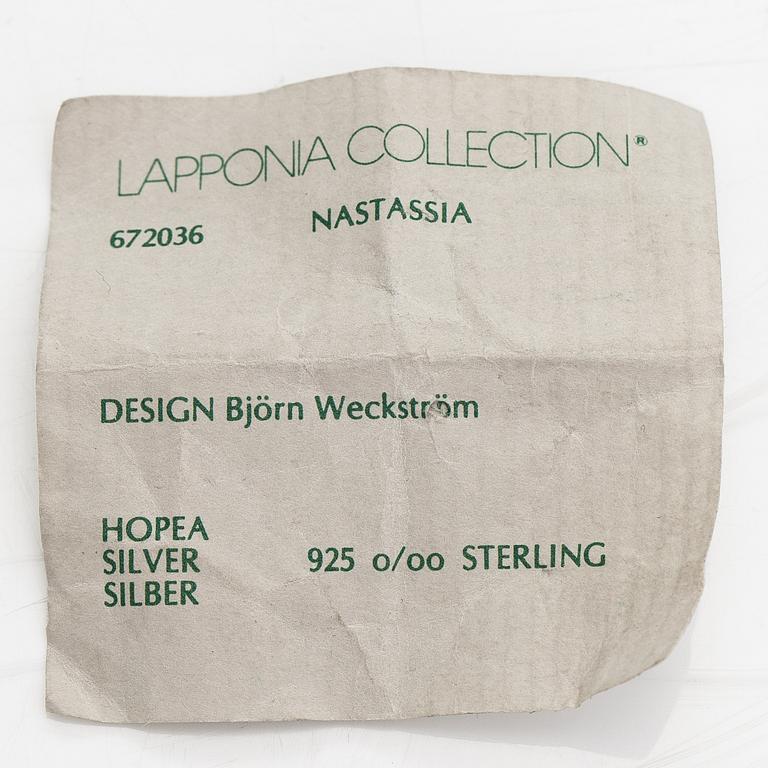 LAPPONIA COLLECTION®
672036 NASTASSIA
DESIGN Björn Weckström
HOPEA
SILVER 925 o/oo STERLING
SILBER